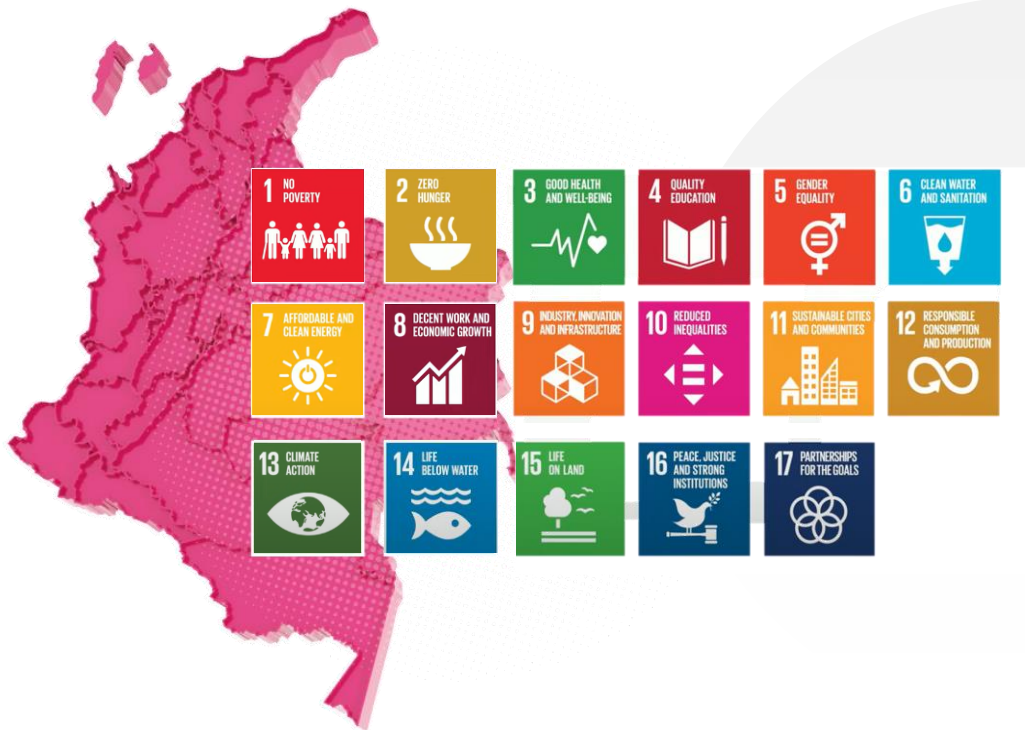 1 NO
POVERTY
2 ZERO
HUNGER
3 GOOD HEALTH
AND WELL-BEING
4 QUALITY
EDUCATION
5 GENDER
EQUALITY
6 CLEAN WATER
AND SANITATION
7 AFFORDABLE AND
CLEAN ENERGY
8 DECENT WORK AND
ECONOMIC GROWTH
9 INDUSTRY, INNOVATION
AND INFRASTRUCTURE
10 REDUCED
INEQUALITIES
11 SUSTAINABLE CITIES
AND COMMUNITIES
12 RESPONSIBLE
CONSUMPTION
AND PRODUCTION
13 CLIMATE
ACTION
14 LIFE
BELOW WATER
15 LIFE
ON LAND
16 PEACE, JUSTICE
AND STRONG
INSTITUTIONS
17 PARTNERSHIPS
FOR THE GOALS